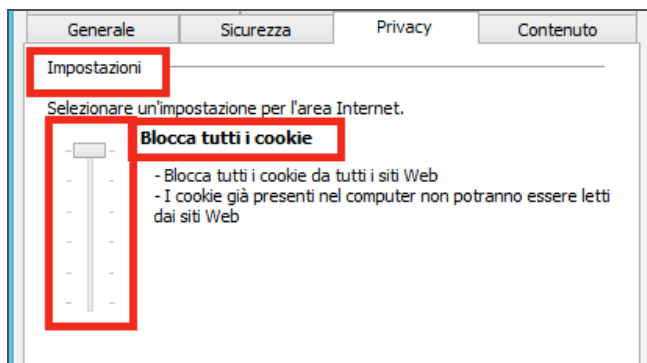 Generale Sicurezza Privacy Contenuto
Impostazioni
Selezionare un'impostazione per l'area Internet.
Blocca tutti i cookie
- Blocca tutti i cookie da tutti i siti Web
- I cookie già presenti nel computer non potranno essere letti
dai siti Web